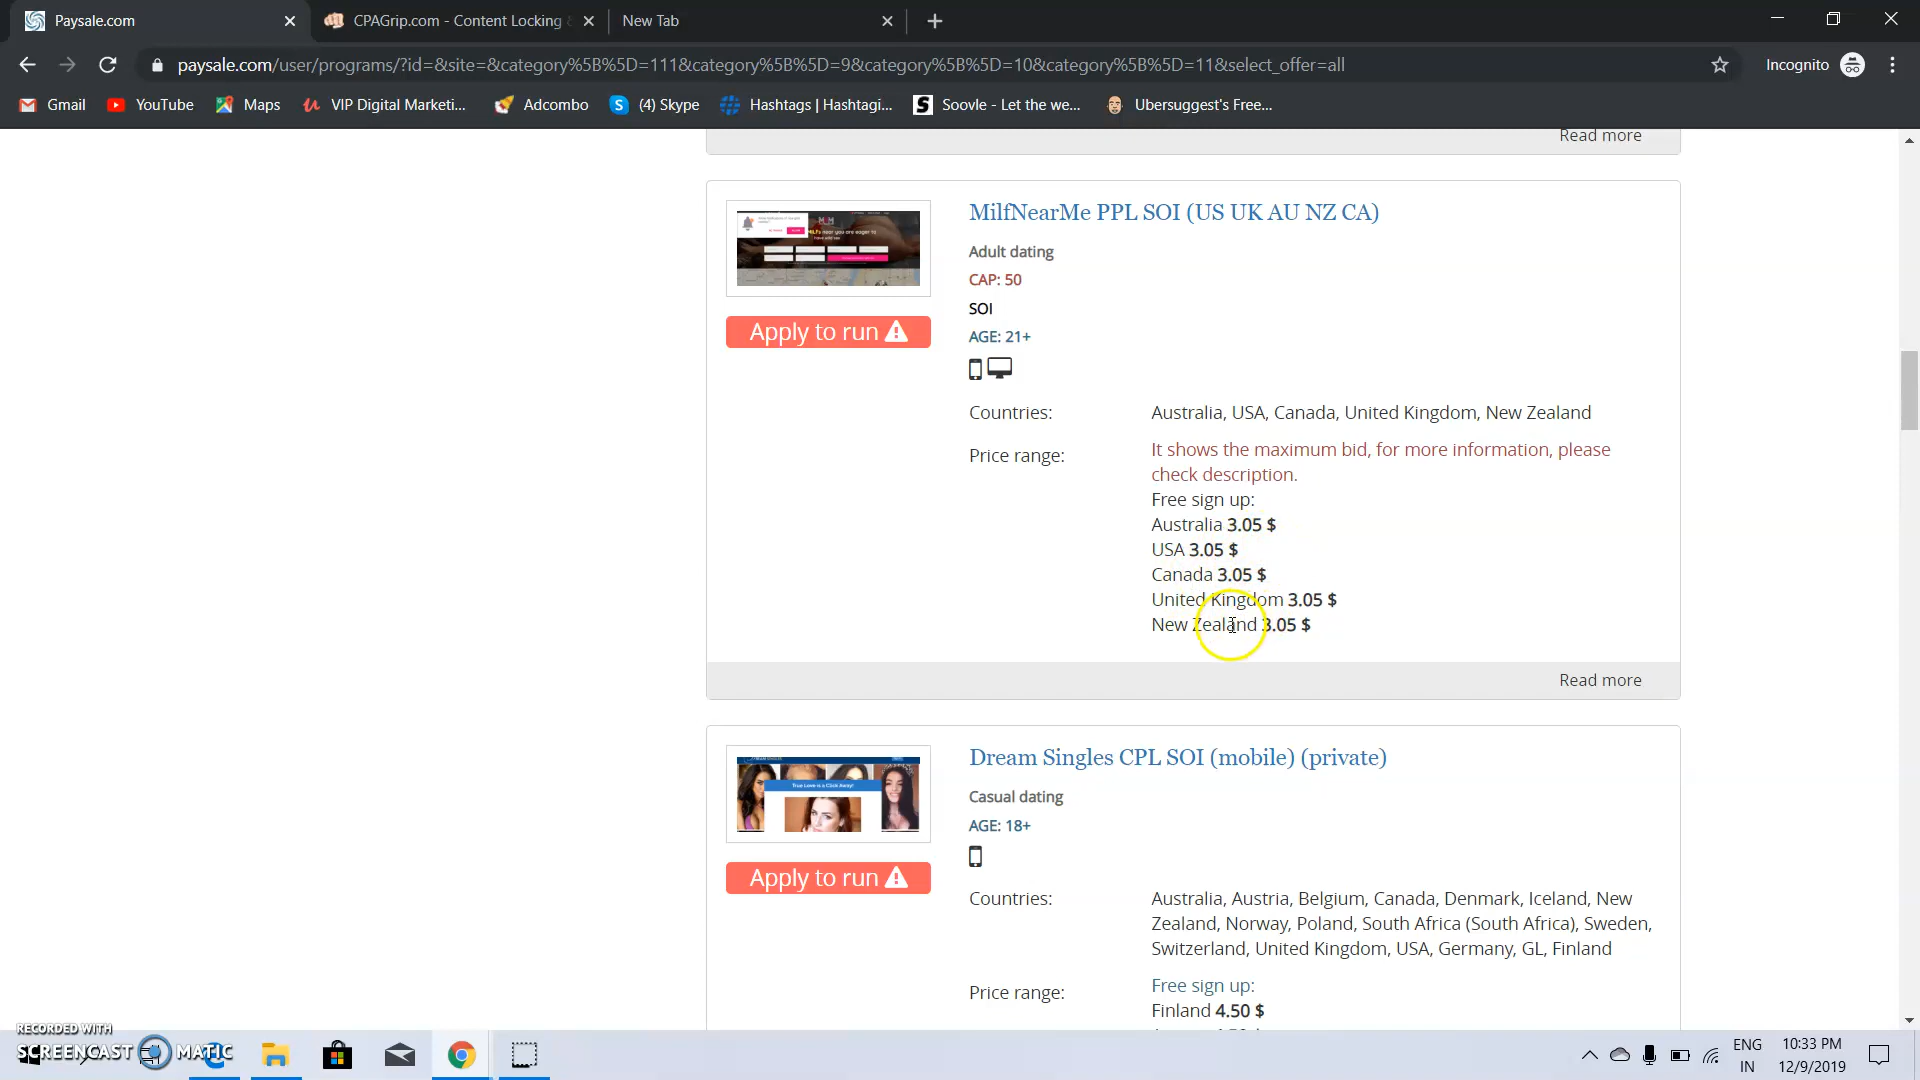 Paysale.com
CPAGrip.com - Content Locking
New Tab
paysale.com/user/programs/?id=&site=&category%5B%5D=111&category%5B%5D=9&category%5B%5D=10&category%5B%5D=11&select_offer=all
Incognito
Gmail
YouTube
Maps
VIP Digital Marketi...
Adcombo
(4) Skype
Hashtags | Hashtagi...
Soovle - Let the we...
Ubersuggest's Free...
Read more
MilfNearMe PPL SOI (US UK AU NZ CA)
Adult dating
CAP: 50
SOI
Apply to run
AGE: 21+
Countries:
Australia, USA, Canada, United Kingdom, New Zealand
Price range:
It shows the maximum bid, for more information, please
check description.
Free sign up:
Australia 3.05 $
USA 3.05 $
Canada 3.05 $
United Kingdom 3.05 $
New Zealand 3.05 $
Read more
Dream Singles CPL SOI (mobile) (private)
True Love is a Click Away!
Casual dating
AGE: 18+
Apply to run
Countries:
Australia, Austria, Belgium, Canada, Denmark, Iceland, New
Zealand, Norway, Poland, South Africa (South Africa), Sweden,
Switzerland, United Kingdom, USA, Germany, GL, Finland
Price range:
Free sign up:
Finland 4.50 $
RECORDED WITH
SCREENCAST MATIC
ENG
IN
10:33 PM
12/9/2019